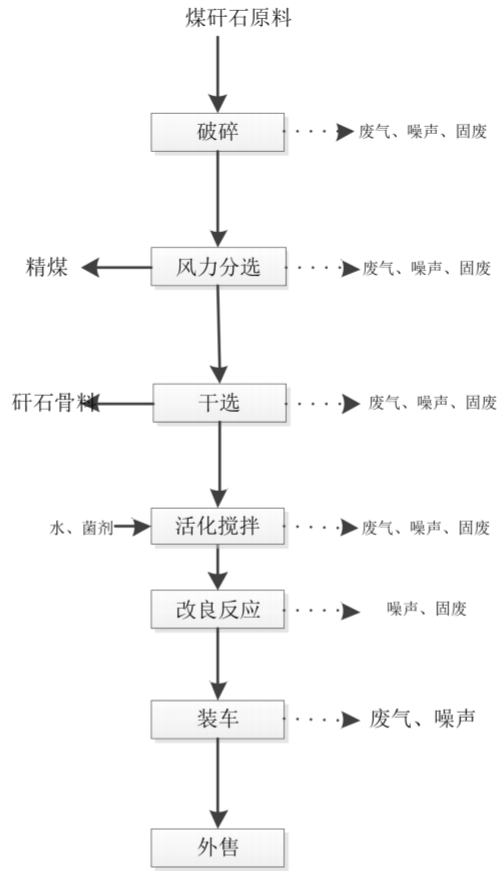 煤矸石原料
破碎
废气、噪声、固废
精煤
风力分选
废气、噪声、固废
矸石骨料
干选
废气、噪声、固废
水、菌剂
活化搅拌
废气、噪声、固废
改良反应
噪声、固废
装车
废气、噪声
外售